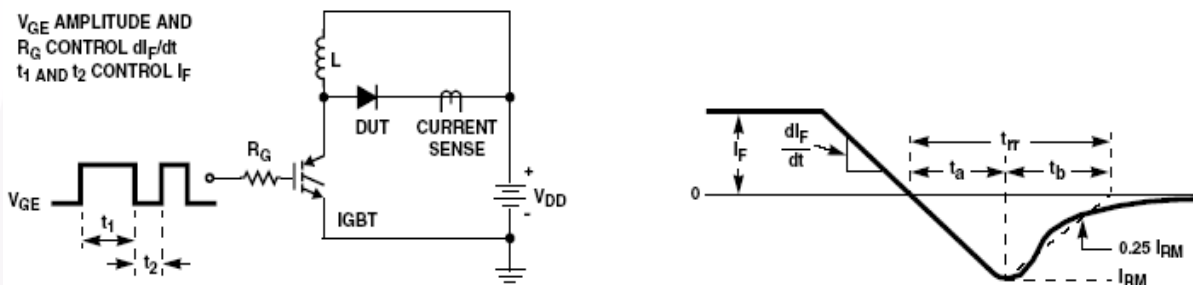 V_GE AMPLITUDE AND
R_G CONTROL dI_F/dt
t_1 AND t_2 CONTROL I_F
L
DUT
CURRENT
SENSE
R_G
V_GE
t_1
t_2
IGBT
+
V_DD
-
I_F
dI_F
dt
t_rr
t_a
t_b
0
0.25 I_RM
I_RM